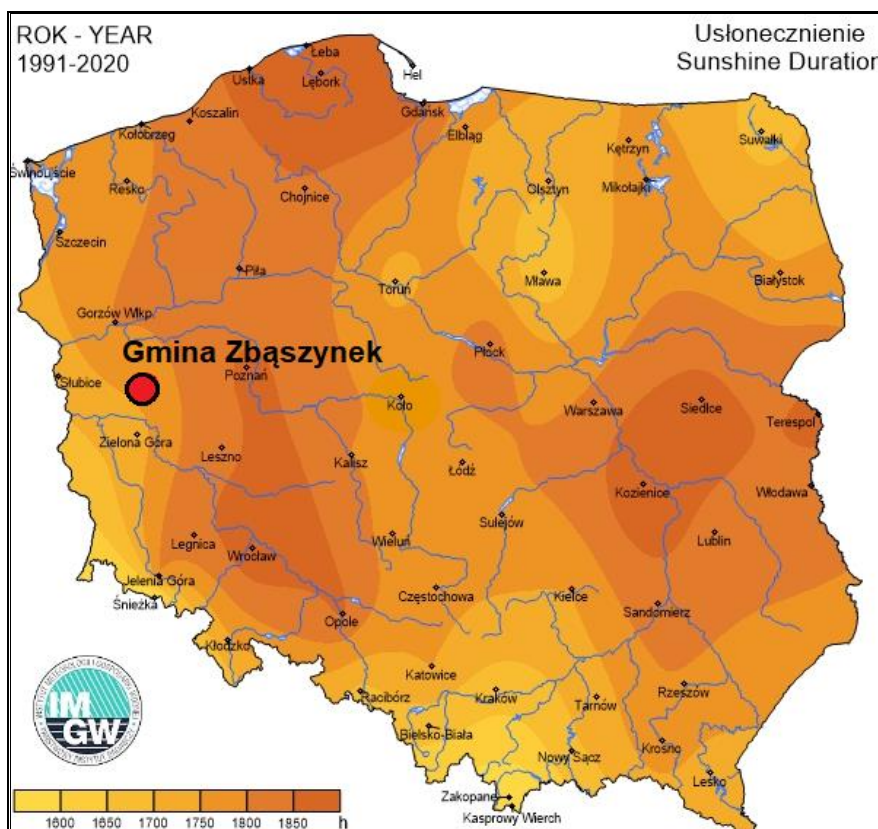 ROK - YEAR
1991-2020
Usłonecznienie
Sunshine Duration
Łeba
Hel
Ustka
Lębork
Gdańsk
Koszalin
Kołobrzeg
Elbląg
Kętrzyn
Suwałki
Świnoujście
Resko
Chojnice
Olsztyn
Mikołajki
Szczecin
Piła
Toruń
Mława
Białystok
Gorzów Wlkp
Gmina Zbąszynek
Płock
Słubice
Poznań
Koło
Warszawa
Siedlce
Terespol
Zielona Góra
Leszno
Kalisz
Łódź
Kozienice
Włodawa
Sulejów
Legnica
Wrocław
Wieluń
Lublin
Jelenia Góra
Śnieżka
Częstochowa
Kielce
Sandomierz
Opole
Kłodzko
Katowice
Racibórz
Kraków
Tarnów
Rzeszów
Bielsko-Biała
Nowy Sącz
Krosno
Lesko
Zakopane
Kasprowy Wierch
IM
GW
1600 1650 1700 1750 1800 1850 h